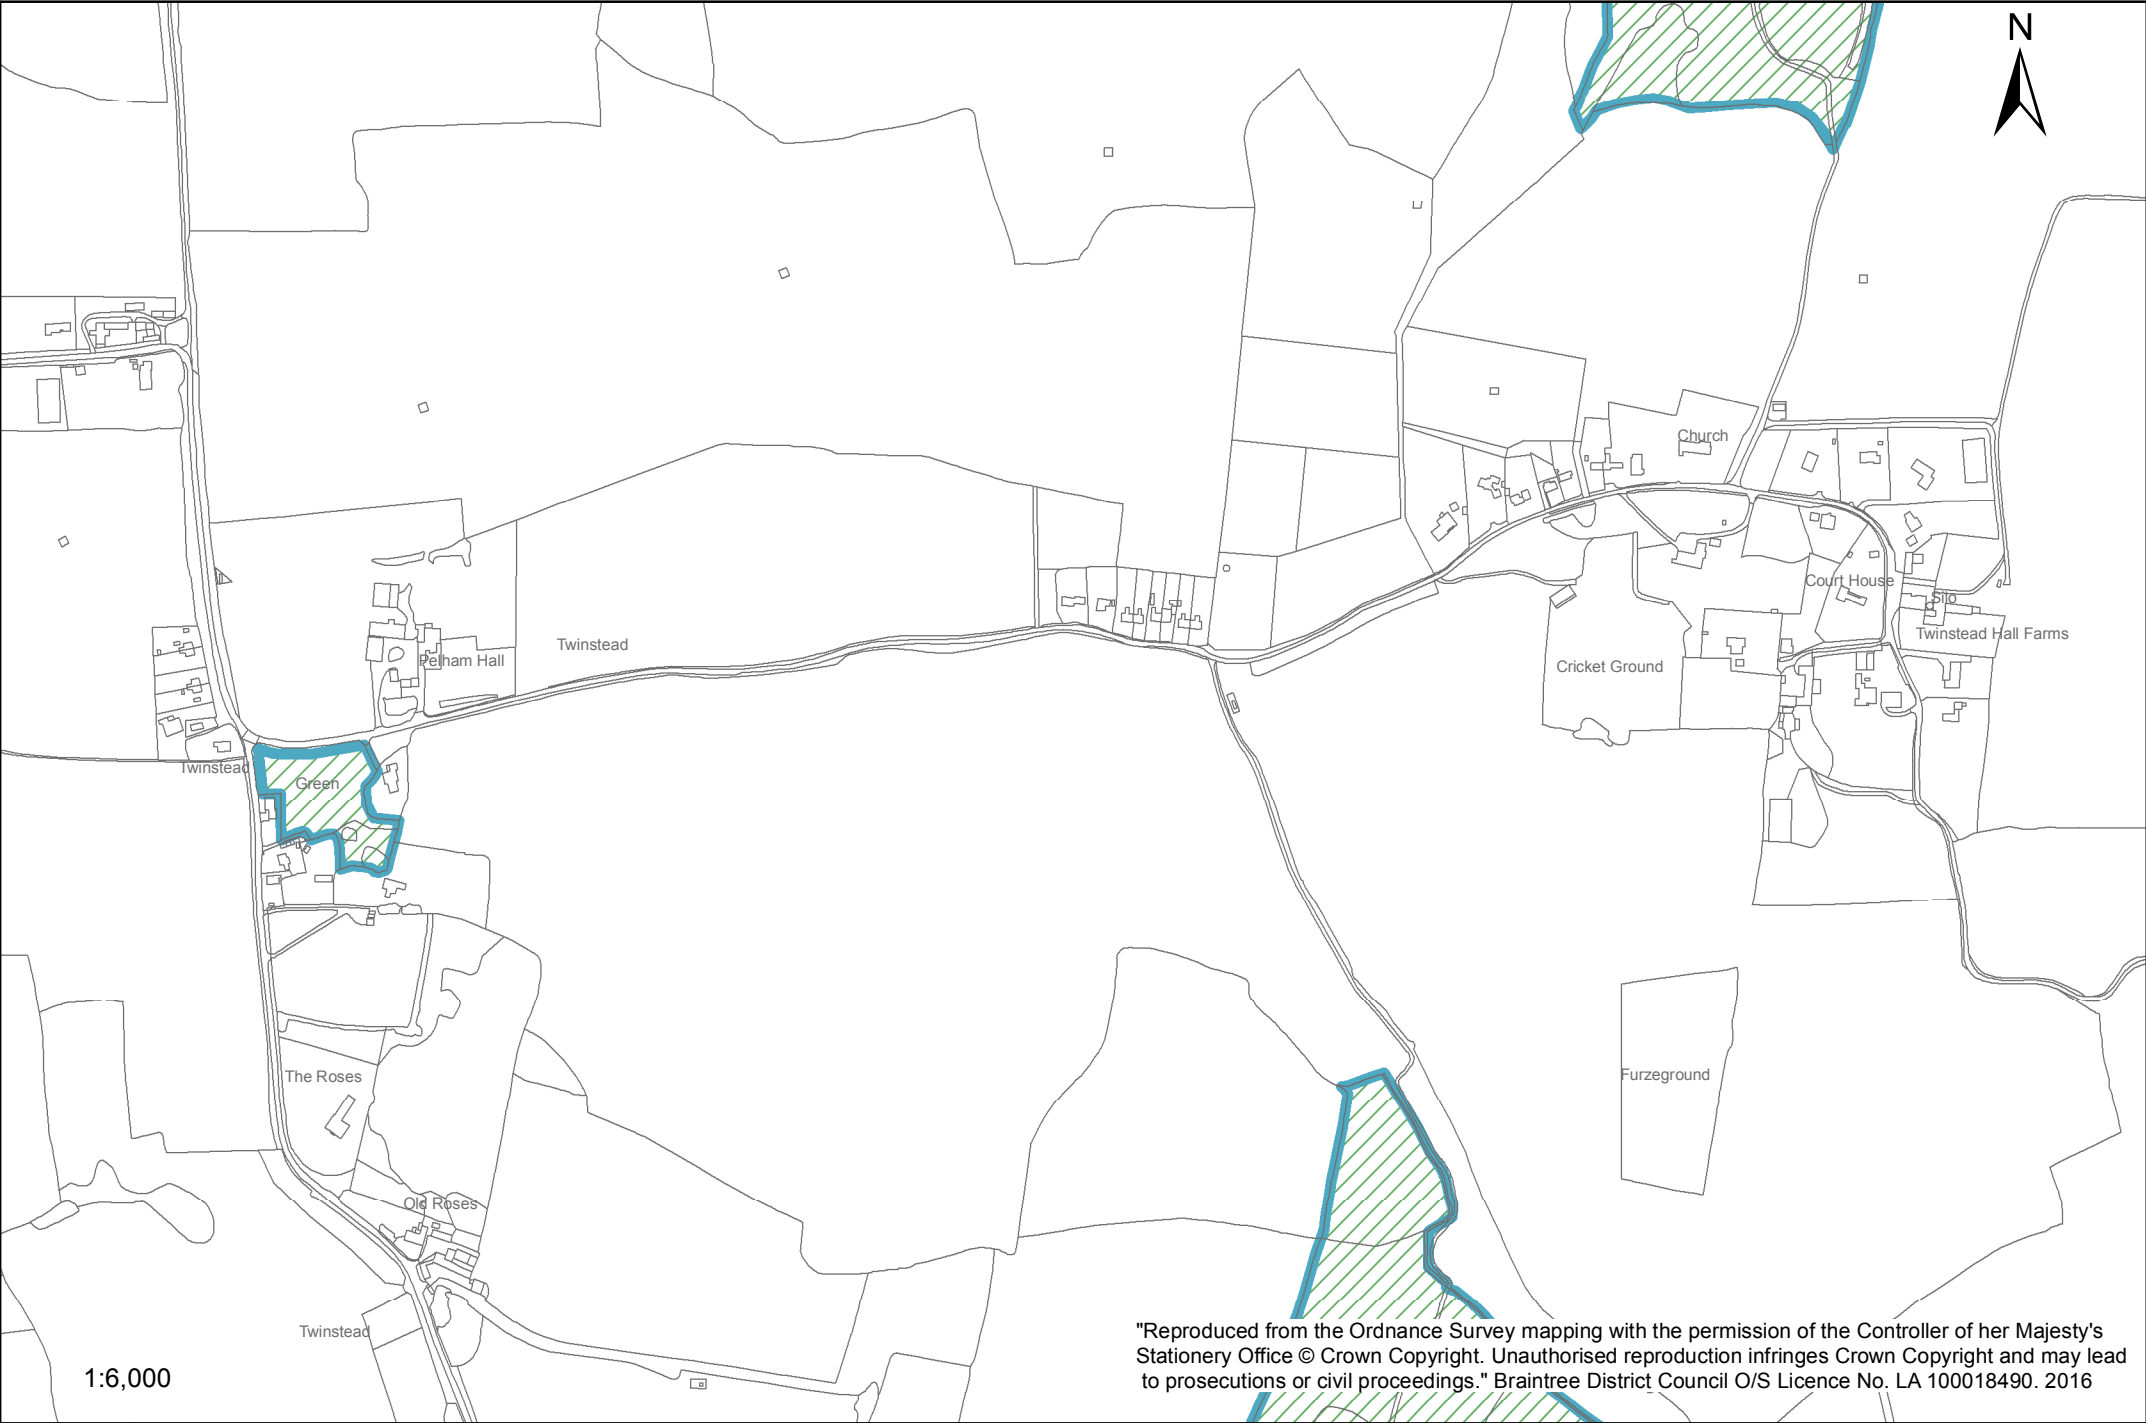 N
Church
Court House
Silo
Twinstead Hall Farms
Twinstead
Pelham Hall
Cricket Ground
Twinstead
Green
The Roses
Furzeground
Old Roses
Twinstead
"Reproduced from the Ordnance Survey mapping with the permission of the Controller of her Majesty's
Stationery Office © Crown Copyright. Unauthorised reproduction infringes Crown Copyright and may lead
to prosecutions or civil proceedings." Braintree District Council O/S Licence No. LA 100018490. 2016
1:6,000